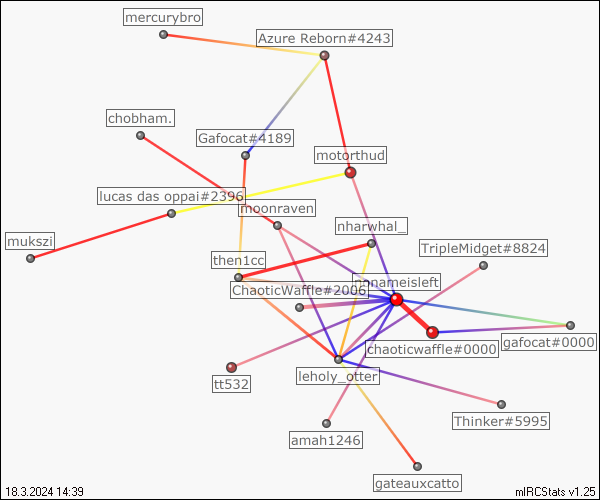 mercurybro
Azure Reborn#4243
chobham.
Gafocat#4189
motorthud
lucas das oppai#2396
moonraven
nharwhal_
mukszi
TripleMidget#8824
then1cc
nonameisleft
ChaoticWaffle#2006
gafocat#0000
chaoticwaffle#0000
leholy_otter
tt532
Thinker#5995
amah1246
gateauxcatto
18.3.2024 14:39
mIRCStats v1.25